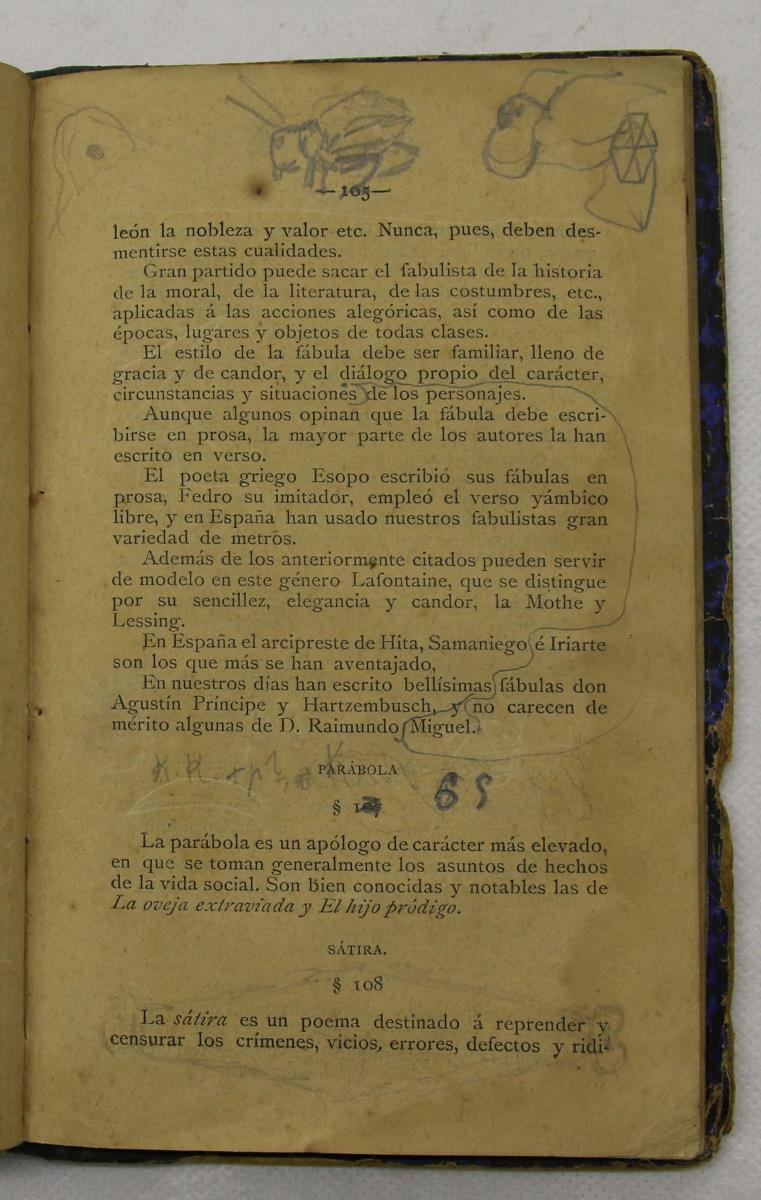 — 105 —
león la nobleza y valor etc. Nunca, pues, deben des-
mentirse estas cualidades.
Gran partido puede sacar el fabulista de la historia
de la moral, de la literatura, de las costumbres, etc.,
aplicadas á las acciones alegóricas, así como de las
épocas, lugares y objetos de todas clases.
El estilo de la fábula debe ser familiar, lleno de
gracia y de candor, y el diálogo propio del carácter,
circunstancias y situaciones de los personajes.
Aunque algunos opinan que la fábula debe escri-
birse en prosa, la mayor parte de los autores la han
escrito en verso.
El poeta griego Esopo escribió sus fábulas en
prosa, Fedro su imitador, empleó el verso yámbico
libre, y en España han usado nuestros fabulistas gran
variedad de metros.
Además de los anteriormente citados pueden servir
de modelo en este género Lafontaine, que se distingue
por su sencillez, elegancia y candor, la Mothe y
Lessing.
En España el arcipreste de Hita, Samaniego é Iriarte
son los que más se han aventajado,
En nuestros días han escrito bellísimas fábulas don
Agustín Príncipe y Hartzembusch, y no carecen de
mérito algunas de D. Raimundo Miguel.
PARÁBOLA
§ 107 65
La parábola es un apólogo de carácter más elevado,
en que se toman generalmente los asuntos de hechos
de la vida social. Son bien conocidas y notables las de
La oveja extraviada y El hijo pródigo.
SÁTIRA.
§ 108
La sátira es un poema destinado á reprender y
censurar los crímenes, vicios, errores, defectos y ridi-